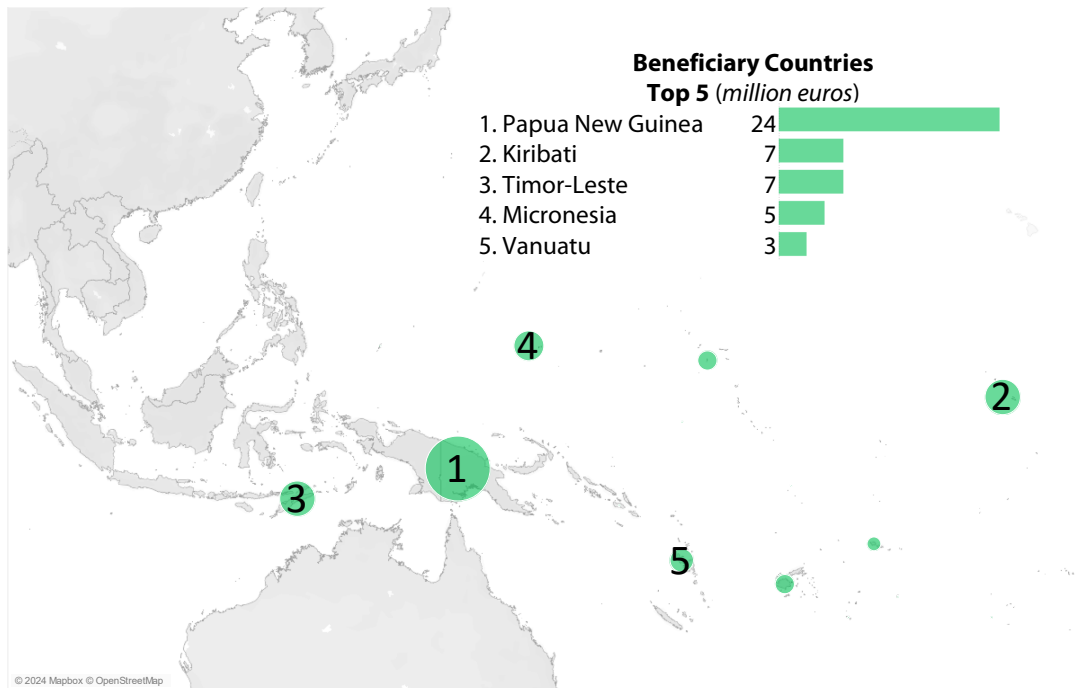 Beneficiary Countries
Top 5 (million euros)
1. Papua New Guinea 24
2. Kiribati 7
3. Timor-Leste 7
4. Micronesia 5
5. Vanuatu 3
4
2
1
3
5
© 2024 Mapbox © OpenStreetMap